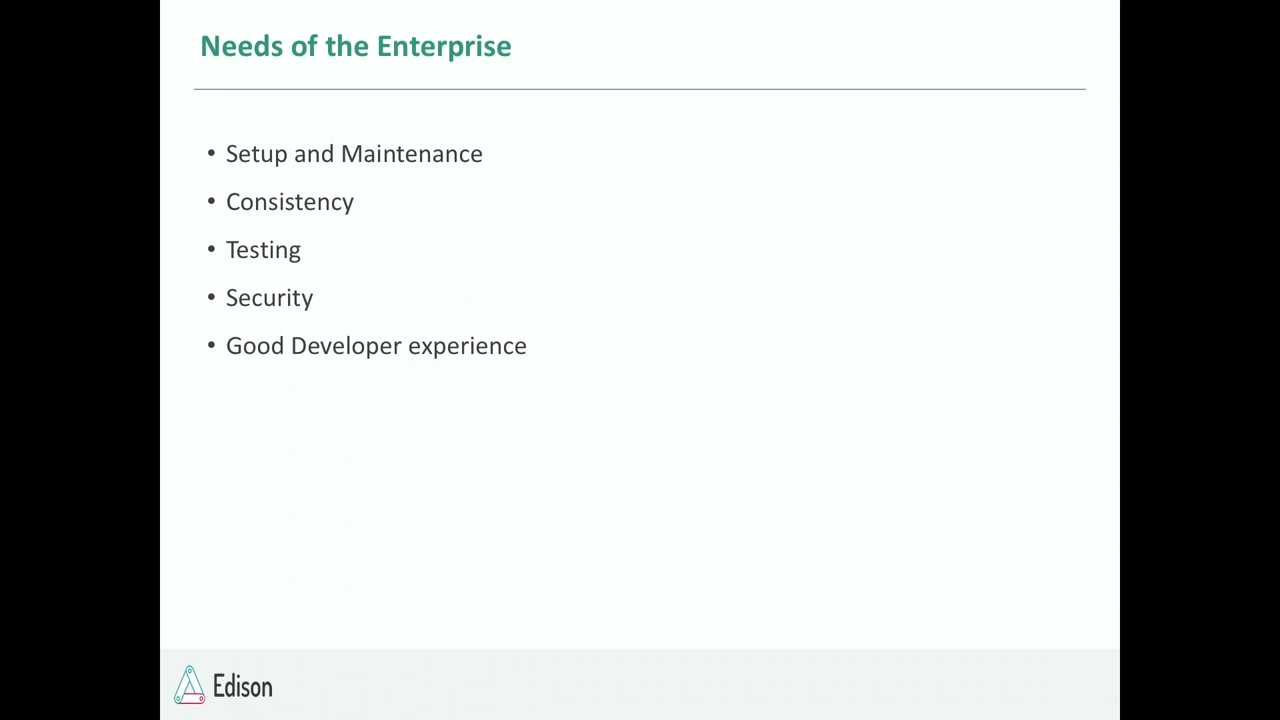 Needs of the Enterprise
• Setup and Maintenance
• Consistency
• Testing
• Security
• Good Developer experience
Edison